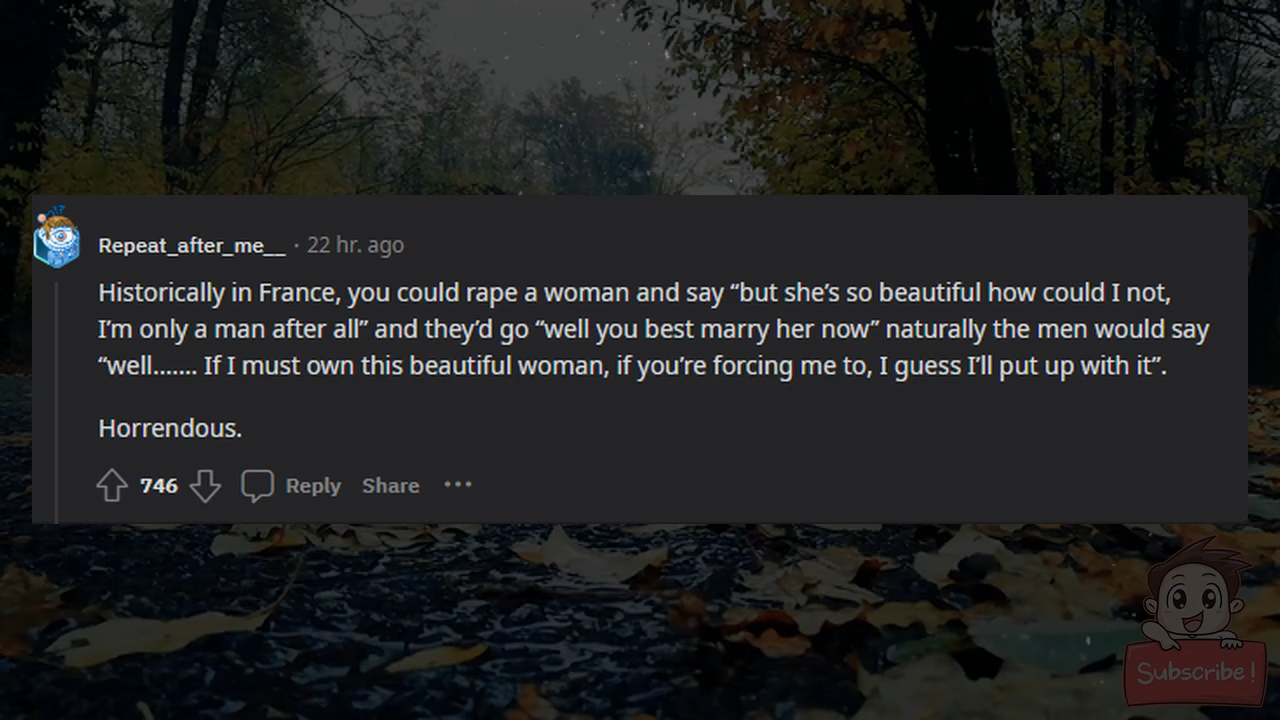 Repeat_after_me__ · 22 hr. ago
Historically in France, you could rape a woman and say “but she’s so beautiful how could I not,
I’m only a man after all” and they’d go “well you best marry her now” naturally the men would say
“well....... If I must own this beautiful woman, if you’re forcing me to, I guess I’ll put up with it”.
Horrendous.
746 Reply Share ···
Subscribe!